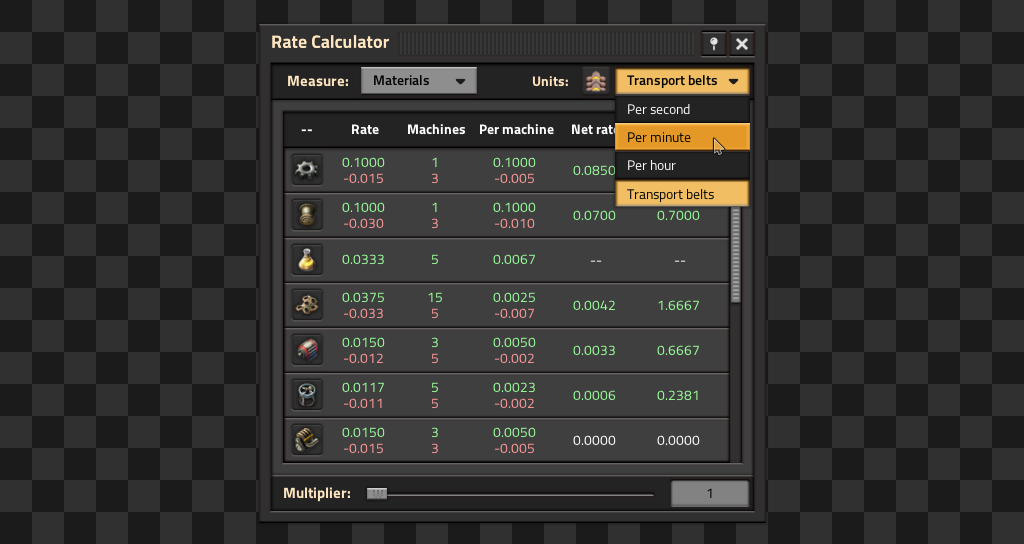 Rate Calculator
Measure: Materials Units: Transport belts
Per second
Per minute
Per hour
Transport belts
-- Rate Machines Per machine Net rate
0.1000 1 0.1000
-0.015 3 -0.005
0.0850
0.1000 1 0.1000
-0.030 3 -0.010
0.0700 0.7000
0.0333 5 0.0067 -- --
0.0375 15 0.0025
-0.033 5 -0.007
0.0042 1.6667
0.0150 3 0.0050
-0.012 5 -0.002
0.0033 0.6667
0.0117 5 0.0023
-0.011 5 -0.002
0.0006 0.2381
0.0150 3 0.0050
-0.015 3 -0.005
0.0000 0.0000
Multiplier: 1